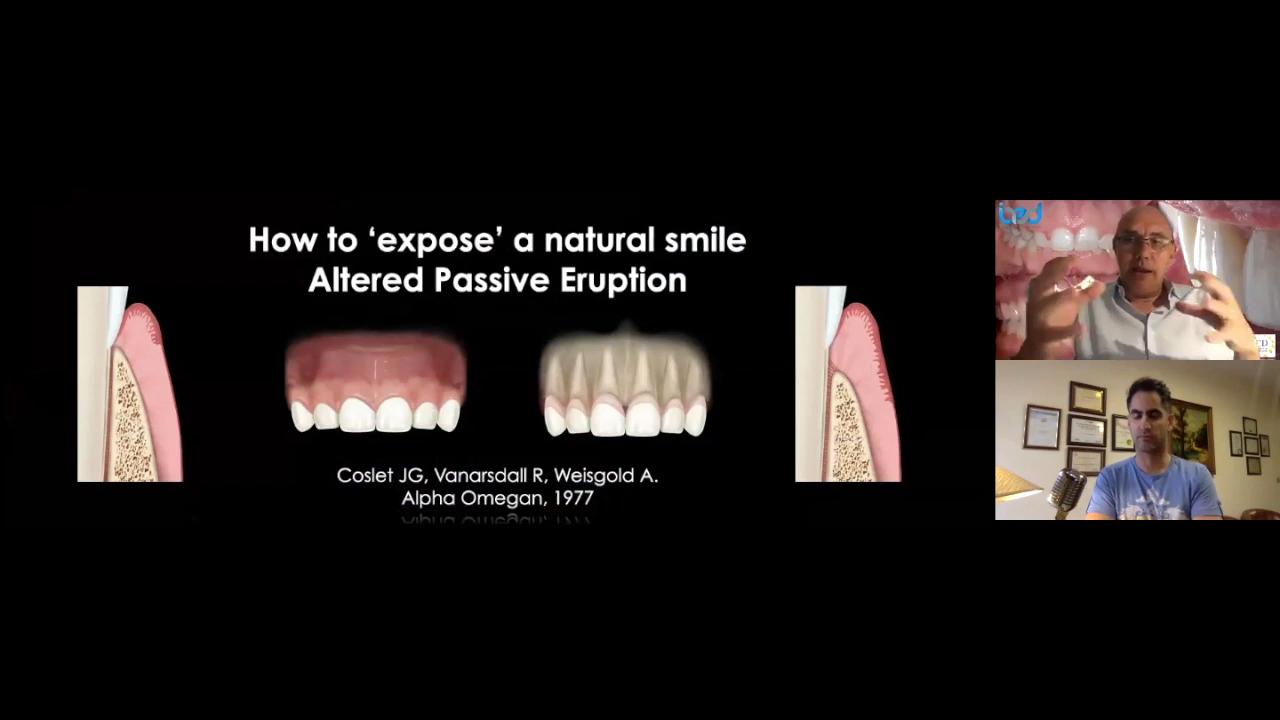 How to ‘expose’ a natural smile
Altered Passive Eruption
Coslet JG, Vanarsdall R, Weisgold A.
Alpha Omegan, 1977